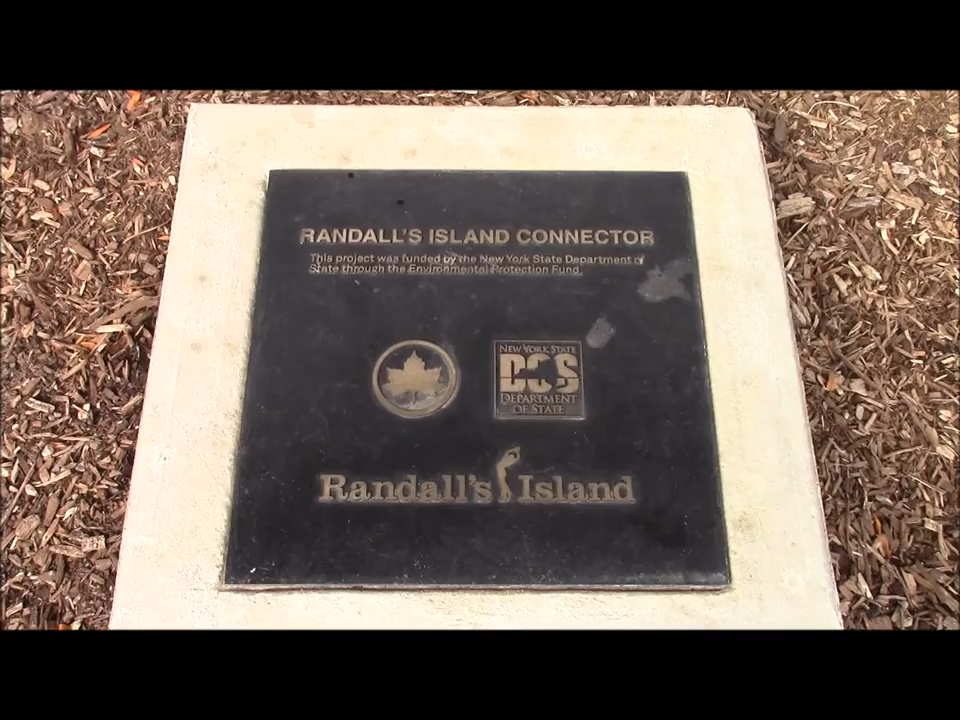 RANDALL'S ISLAND CONNECTOR
This project was funded by the New York State Department of
State through the Environmental Protection Fund.
NEW YORK STATE
DOS
DEPARTMENT
OF STATE
Randall's Island